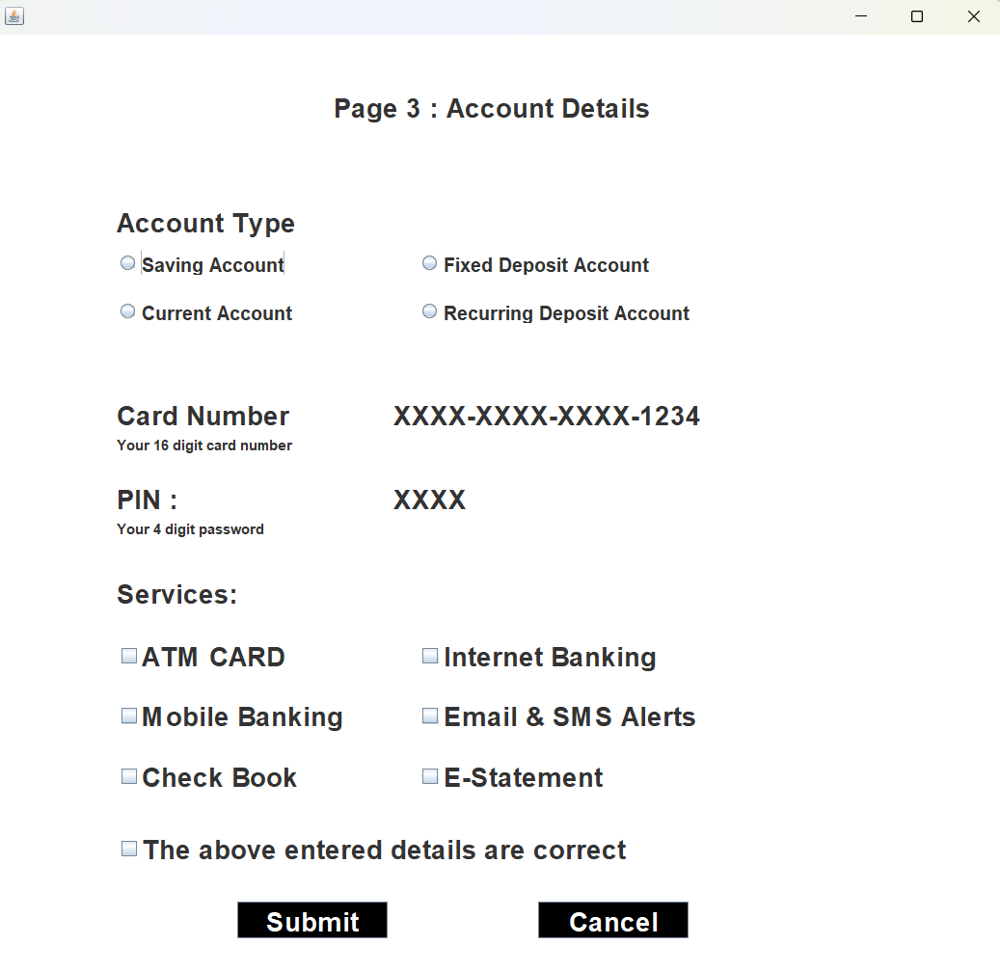 Page 3 : Account Details
Account Type
Saving Account Fixed Deposit Account
Current Account Recurring Deposit Account
Card Number XXXX-XXXX-XXXX-1234
Your 16 digit card number
PIN : XXXX
Your 4 digit password
Services:
ATM CARD Internet Banking
Mobile Banking Email & SMS Alerts
Check Book E-Statement
The above entered details are correct
Submit Cancel